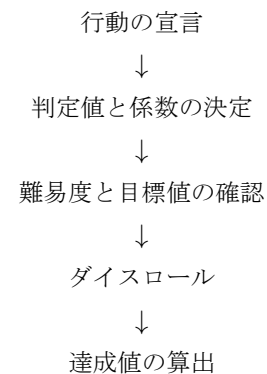 行動の宣言
↓
判定値と係数の決定
↓
難易度と目標値の確認
↓
ダイスロール
↓
達成値の算出